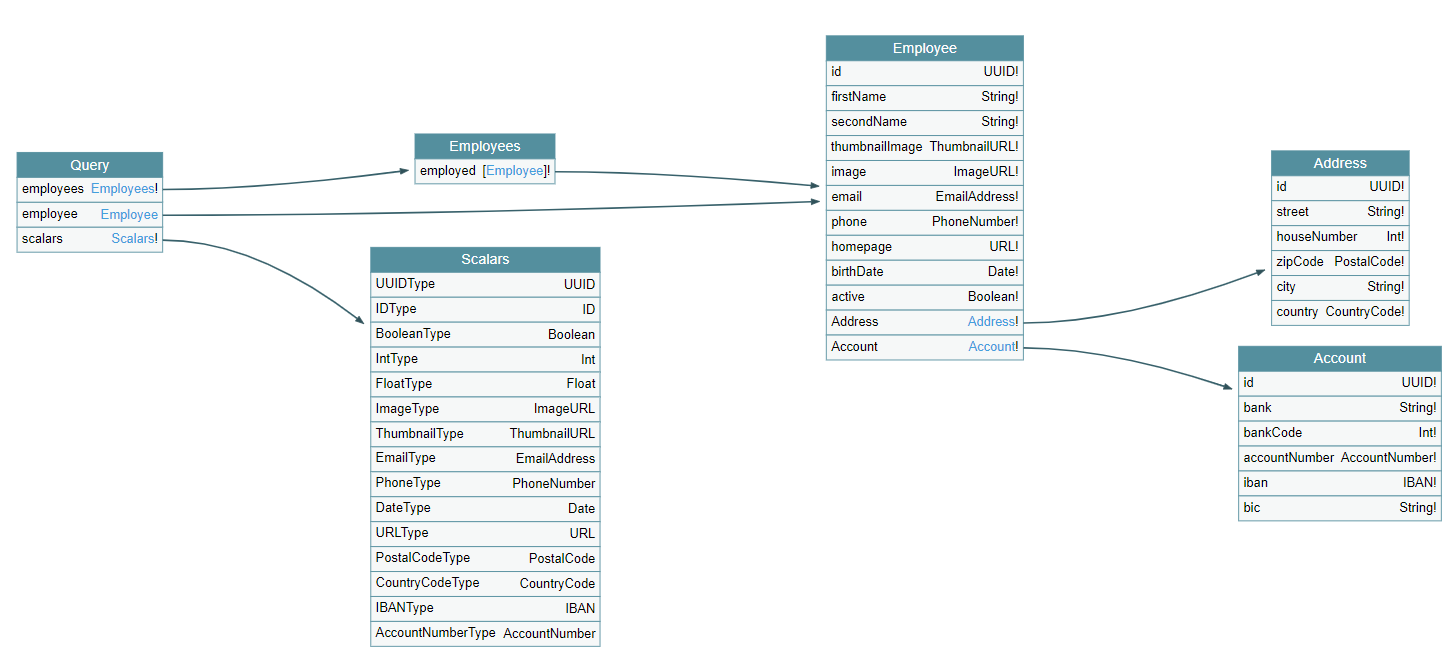 Query
employees Employees!
employee Employee
scalars Scalars!
Employees
employed [Employee]!
Scalars
UUIDType UUID
IDType ID
BooleanType Boolean
IntType Int
FloatType Float
ImageType ImageURL
ThumbnailType ThumbnailURL
EmailType EmailAddress
PhoneType PhoneNumber
DateType Date
URLType URL
PostalCodeType PostalCode
CountryCodeType CountryCode
IBANType IBAN
AccountNumberType AccountNumber
Employee
id UUID!
firstName String!
secondName String!
thumbnailImage ThumbnailURL!
image ImageURL!
email EmailAddress!
phone PhoneNumber!
homepage URL!
birthDate Date!
active Boolean!
Address Address!
Account Account!
Address
id UUID!
street String!
houseNumber Int!
zipCode PostalCode!
city String!
country CountryCode!
Account
id UUID!
bank String!
bankCode Int!
accountNumber AccountNumber!
iban IBAN!
bic String!